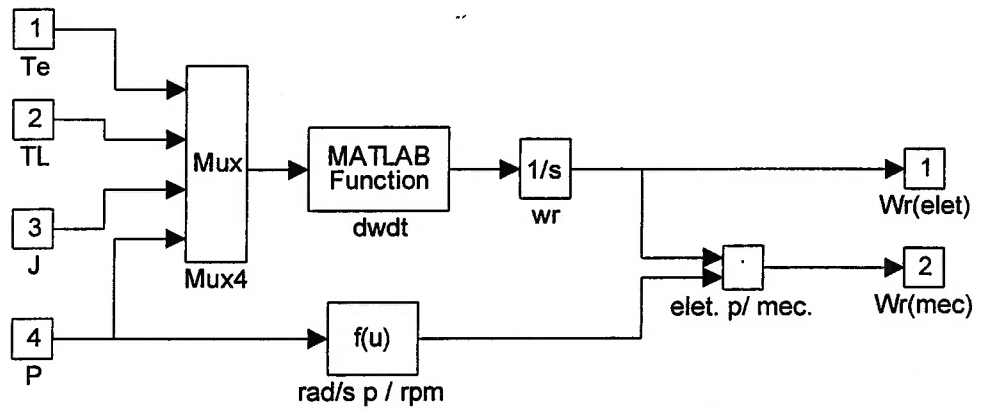 1
Te
2
TL
3
J
4
P
Mux
Mux4
MATLAB
Function
dwdt
1/s
wr
f(u)
rad/s p / rpm
elet. p/ mec.
1
Wr(elet)
2
Wr(mec)